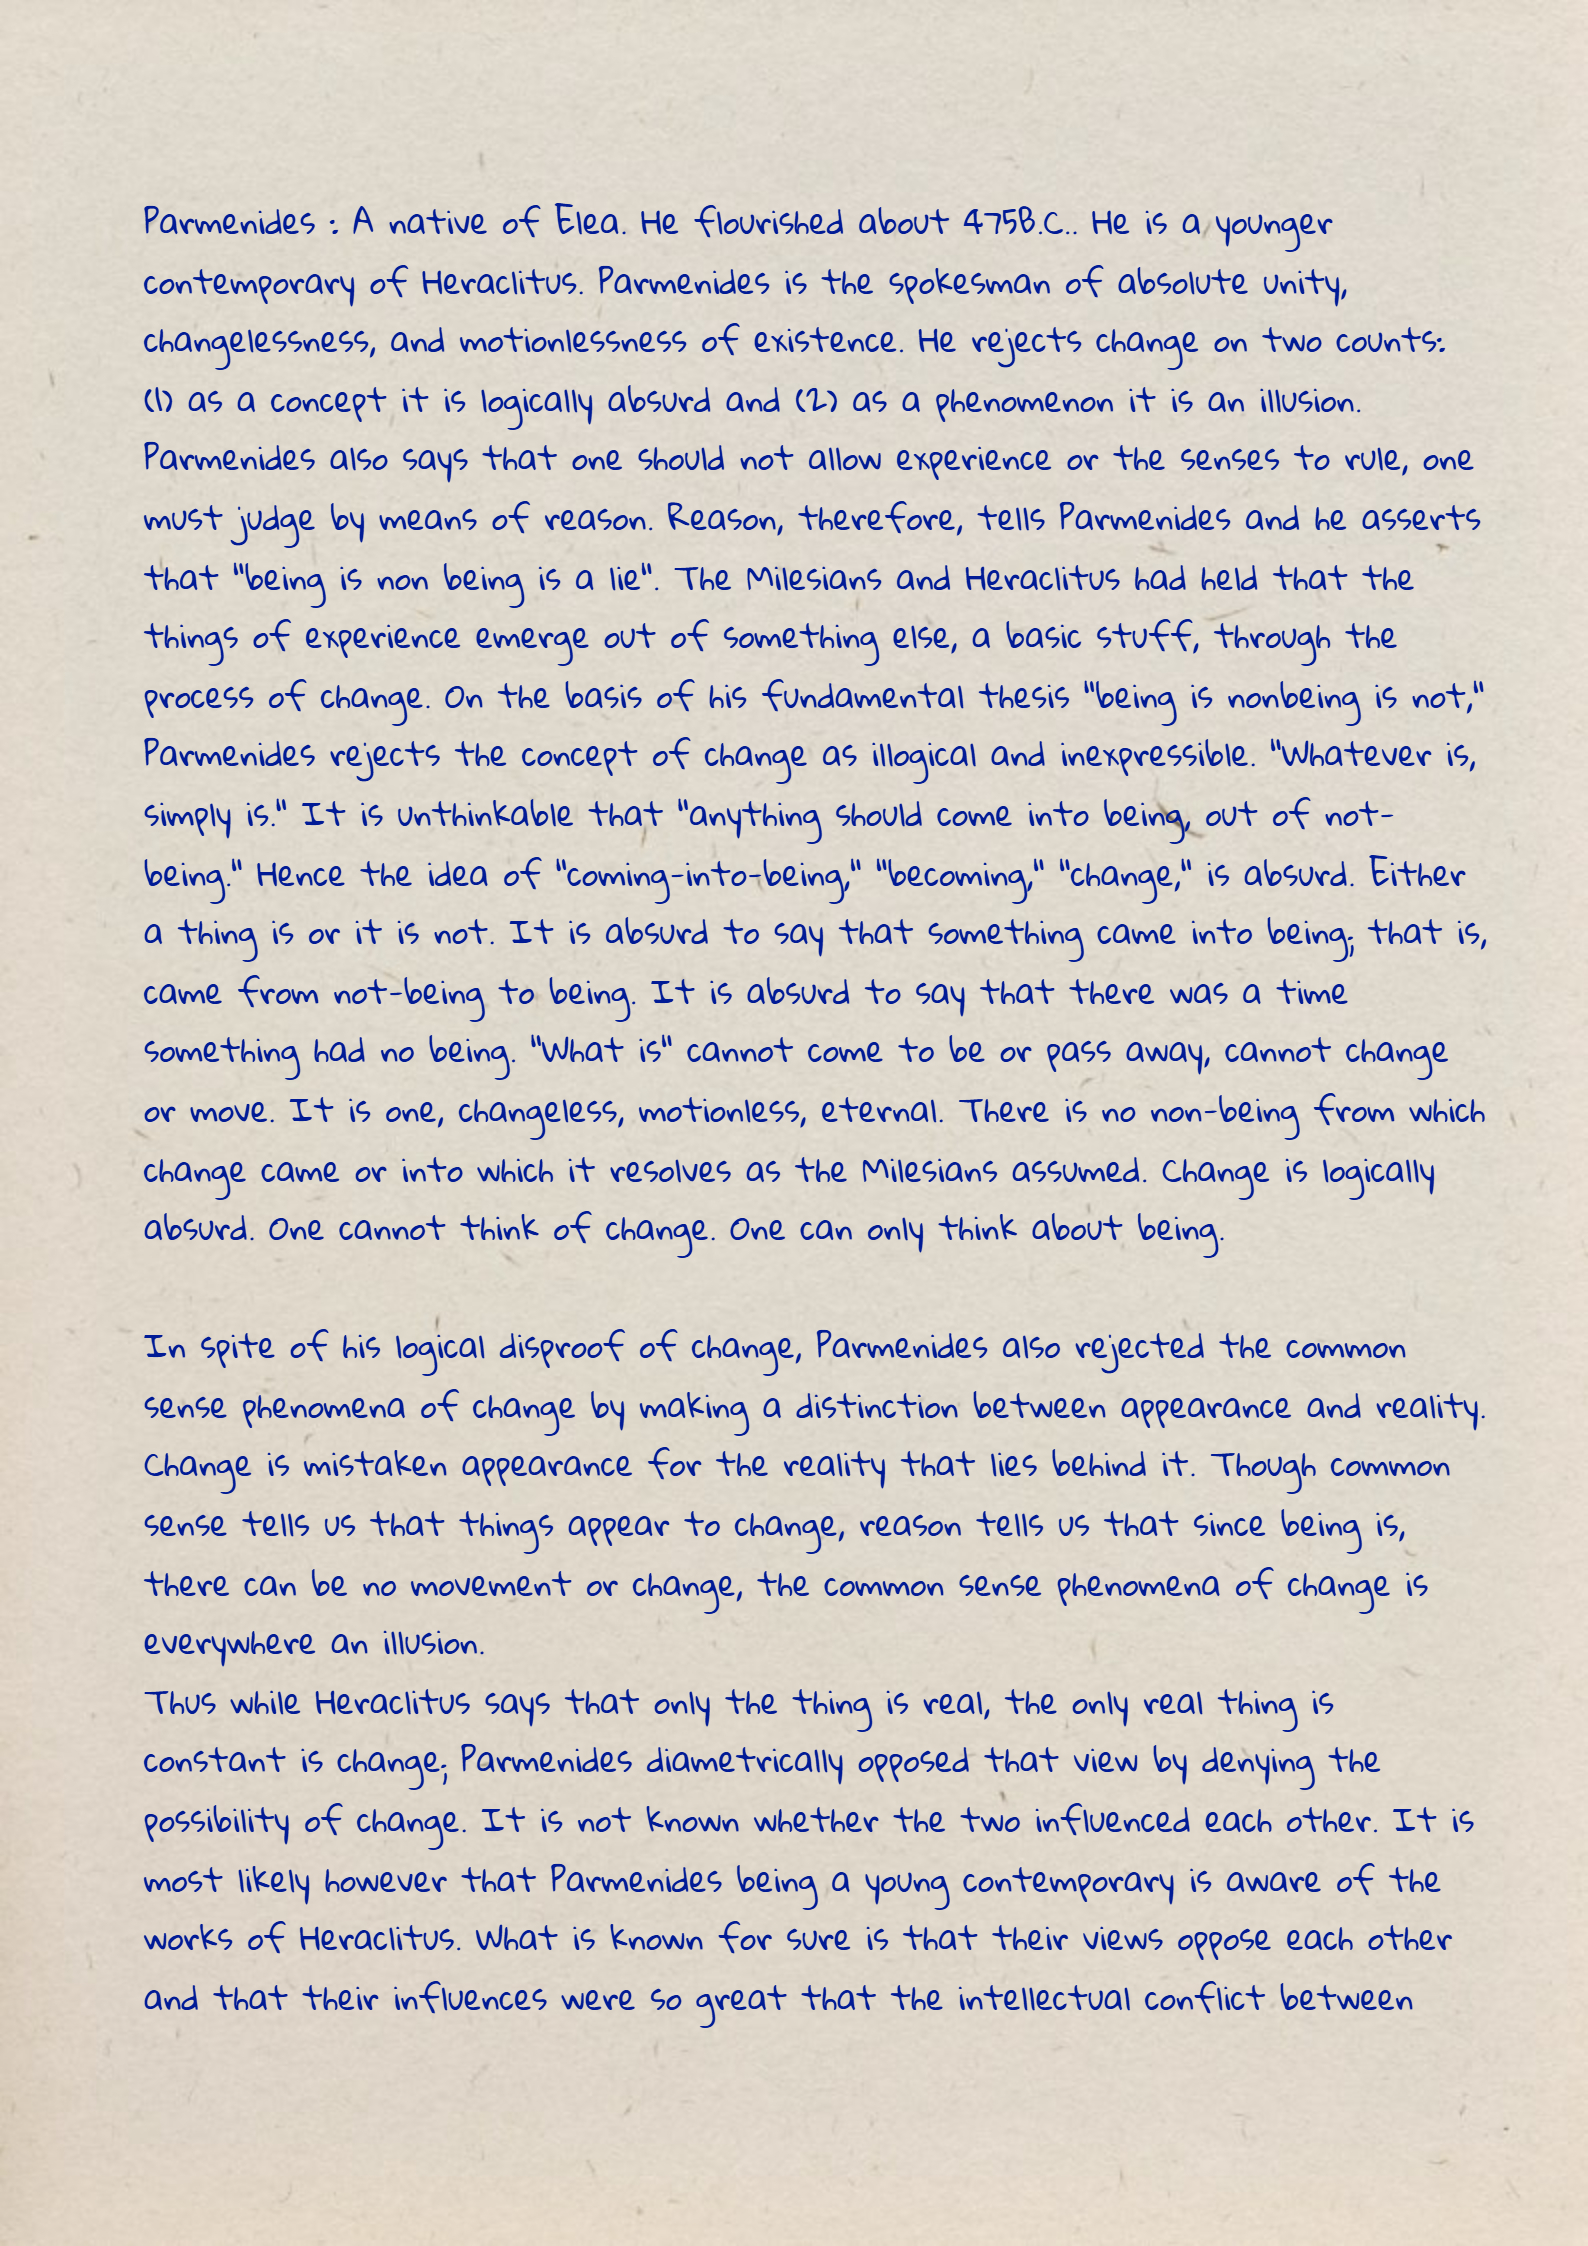 Parmenides : A native of Elea. He flourished about 475B.C.. He is a younger
contemporary of Heraclitus. Parmenides is the spokesman of absolute unity,
changelessness, and motionlessness of existence. He rejects change on two counts:
(1) as a concept it is logically absurd and (2) as a phenomenon it is an illusion.
Parmenides also says that one should not allow experience or the senses to rule, one
must judge by means of reason. Reason, therefore, tells Parmenides and he asserts
that "being is non being is a lie". The Milesians and Heraclitus had held that the
things of experience emerge out of something else, a basic stuff, through the
process of change. On the basis of his fundamental thesis "being is nonbeing is not,"
Parmenides rejects the concept of change as illogical and inexpressible. "Whatever is,
simply is." It is unthinkable that "anything should come into being, out of not-
being." Hence the idea of "coming-into-being," "becoming," "change," is absurd. Either
a thing is or it is not. It is absurd to say that something came into being; that is,
came from not-being to being. It is absurd to say that there was a time
something had no being. "What is" cannot come to be or pass away, cannot change
or move. It is one, changeless, motionless, eternal. There is no non-being from which
change came or into which it resolves as the Milesians assumed. Change is logically
absurd. One cannot think of change. One can only think about being.
In spite of his logical disproof of change, Parmenides also rejected the common
sense phenomena of change by making a distinction between appearance and reality.
Change is mistaken appearance for the reality that lies behind it. Though common
sense tells us that things appear to change, reason tells us that since being is,
there can be no movement or change, the common sense phenomena of change is
everywhere an illusion.
Thus while Heraclitus says that only the thing is real, the only real thing is
constant is change; Parmenides diametrically opposed that view by denying the
possibility of change. It is not known whether the two influenced each other. It is
most likely however that Parmenides being a young contemporary is aware of the
works of Heraclitus. What is known for sure is that their views oppose each other
and that their influences were so great that the intellectual conflict between